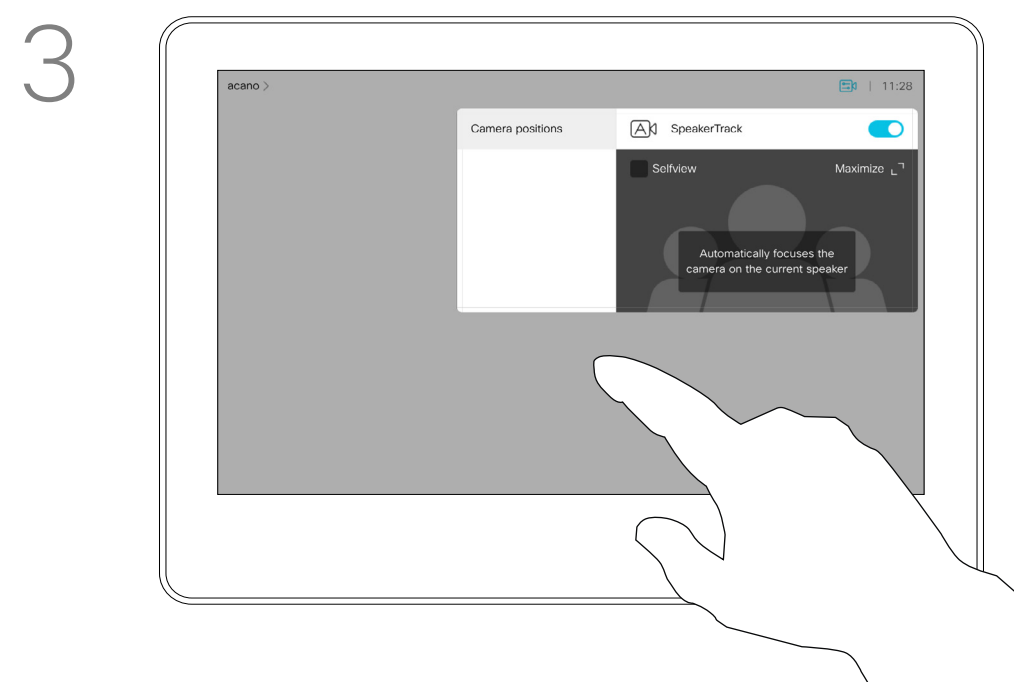 3
acano >
11:28
Camera positions
A
SpeakerTrack
Selfview
Maximize
Automatically focuses the
camera on the current speaker